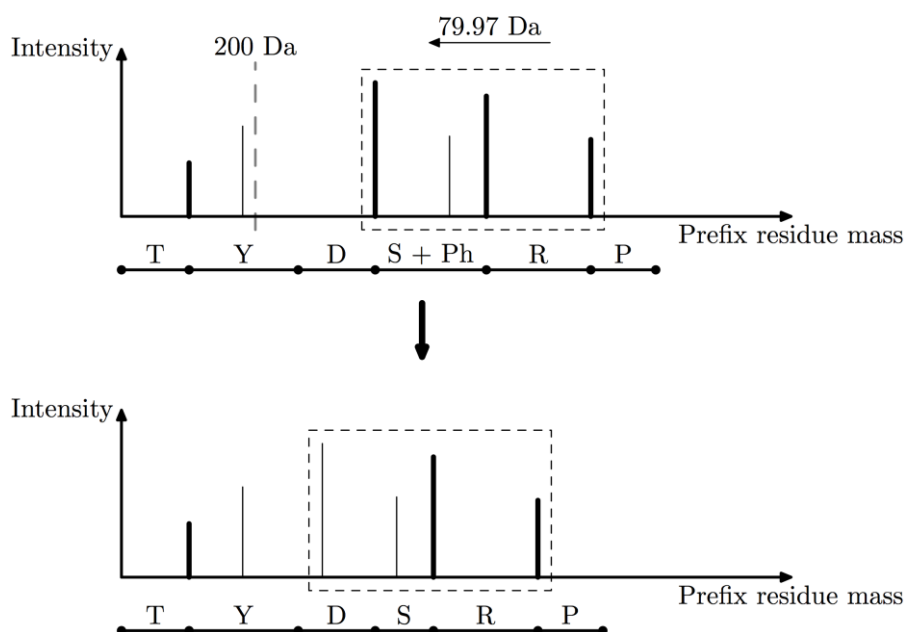 79.97 Da
Intensity
200 Da
Prefix residue mass
T Y D S + Ph R P
Intensity
Prefix residue mass
T Y D S R P